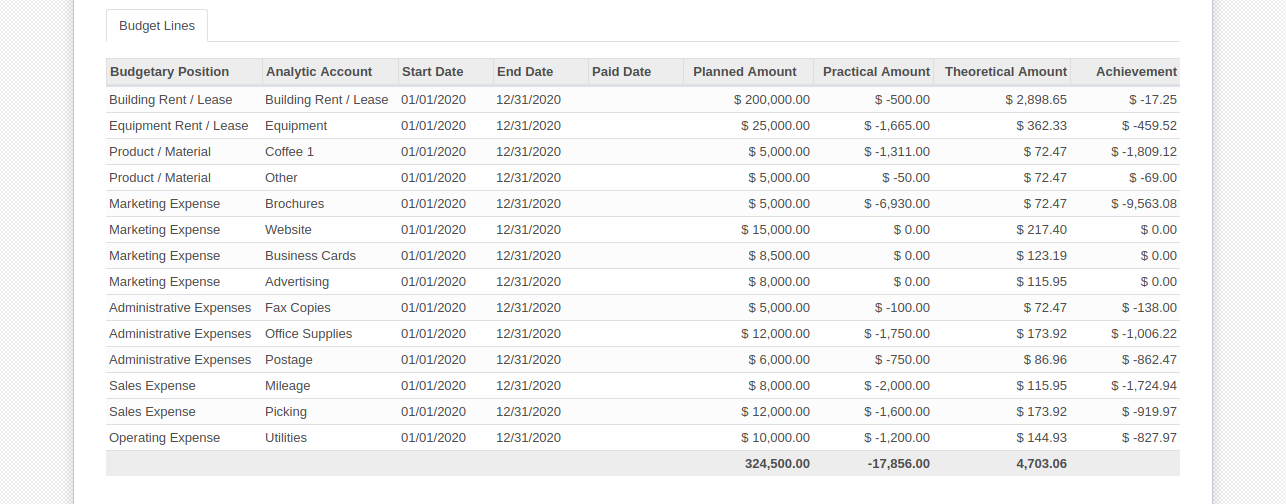 Budget Lines
Budgetary Position Analytic Account Start Date End Date Paid Date Planned Amount Practical Amount Theoretical Amount Achievement
Building Rent / Lease Building Rent / Lease 01/01/2020 12/31/2020 $ 200,000.00 $ -500.00 $ 2,898.65 $ -17.25
Equipment Rent / Lease Equipment 01/01/2020 12/31/2020 $ 25,000.00 $ -1,665.00 $ 362.33 $ -459.52
Product / Material Coffee 1 01/01/2020 12/31/2020 $ 5,000.00 $ -1,311.00 $ 72.47 $ -1,809.12
Product / Material Other 01/01/2020 12/31/2020 $ 5,000.00 $ -50.00 $ 72.47 $ -69.00
Marketing Expense Brochures 01/01/2020 12/31/2020 $ 5,000.00 $ -6,930.00 $ 72.47 $ -9,563.08
Marketing Expense Website 01/01/2020 12/31/2020 $ 15,000.00 $ 0.00 $ 217.40 $ 0.00
Marketing Expense Business Cards 01/01/2020 12/31/2020 $ 8,500.00 $ 0.00 $ 123.19 $ 0.00
Marketing Expense Advertising 01/01/2020 12/31/2020 $ 8,000.00 $ 0.00 $ 115.95 $ 0.00
Administrative Expenses Fax Copies 01/01/2020 12/31/2020 $ 5,000.00 $ -100.00 $ 72.47 $ -138.00
Administrative Expenses Office Supplies 01/01/2020 12/31/2020 $ 12,000.00 $ -1,750.00 $ 173.92 $ -1,006.22
Administrative Expenses Postage 01/01/2020 12/31/2020 $ 6,000.00 $ -750.00 $ 86.96 $ -862.47
Sales Expense Mileage 01/01/2020 12/31/2020 $ 8,000.00 $ -2,000.00 $ 115.95 $ -1,724.94
Sales Expense Picking 01/01/2020 12/31/2020 $ 12,000.00 $ -1,600.00 $ 173.92 $ -919.97
Operating Expense Utilities 01/01/2020 12/31/2020 $ 10,000.00 $ -1,200.00 $ 144.93 $ -827.97
324,500.00 -17,856.00 4,703.06